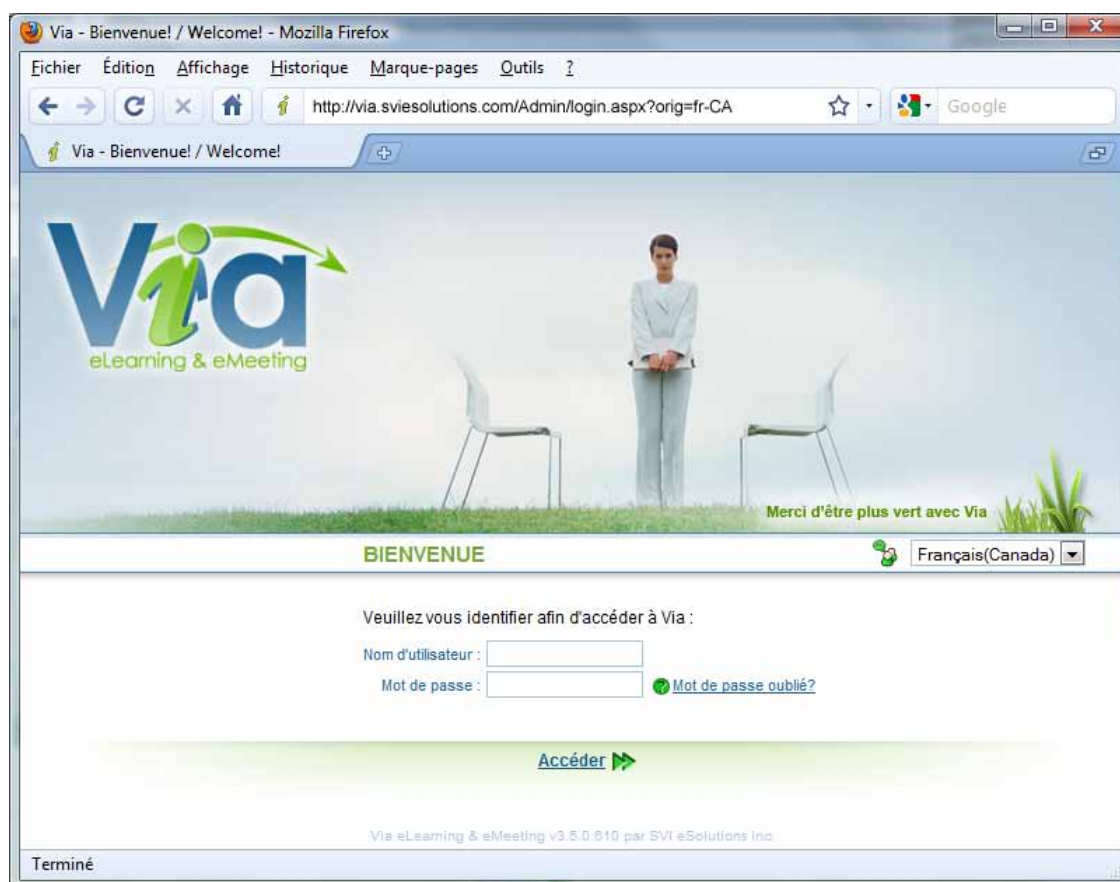 Via - Bienvenue! / Welcome! - Mozilla Firefox
Fichier Édition Affichage Historique Marque-pages Outils ?
http://via.sviesolutions.com/Admin/login.aspx?orig=fr-CA Google
Via - Bienvenue! / Welcome!
Via
eLearning & eMeeting
Merci d'être plus vert avec Via
BIENVENUE Français(Canada)
Veuillez vous identifier afin d'accéder à Via :
Nom d'utilisateur :
Mot de passe : Mot de passe oublié?
Accéder
Via eLearning & eMeeting v3.5.0.610 par SVI eSolutions inc.
Terminé